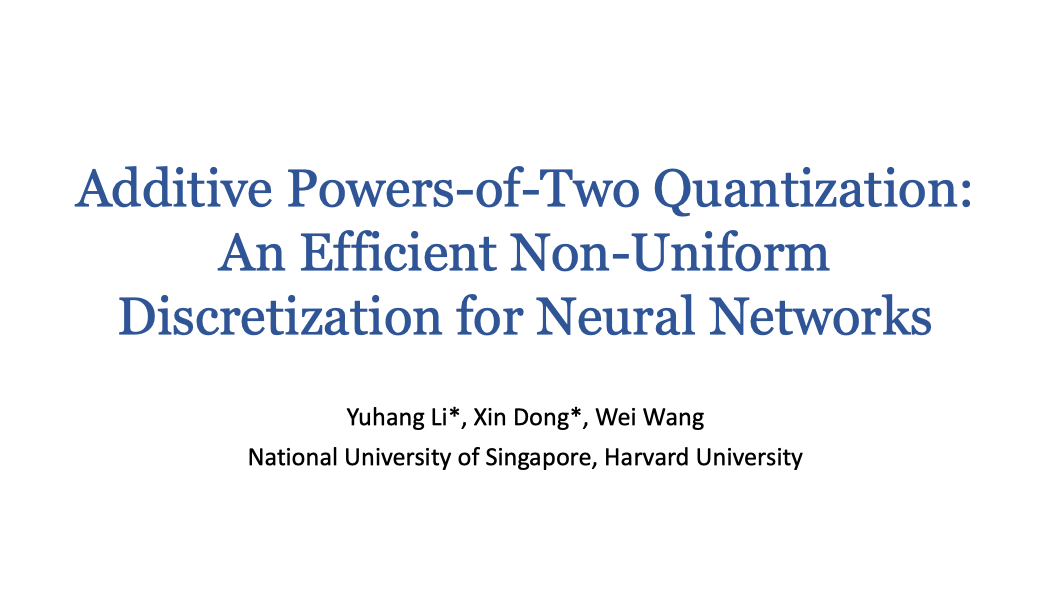 Additive Powers-of-Two Quantization:
An Efficient Non-Uniform
Discretization for Neural Networks
Yuhang Li*, Xin Dong*, Wei Wang
National University of Singapore, Harvard University